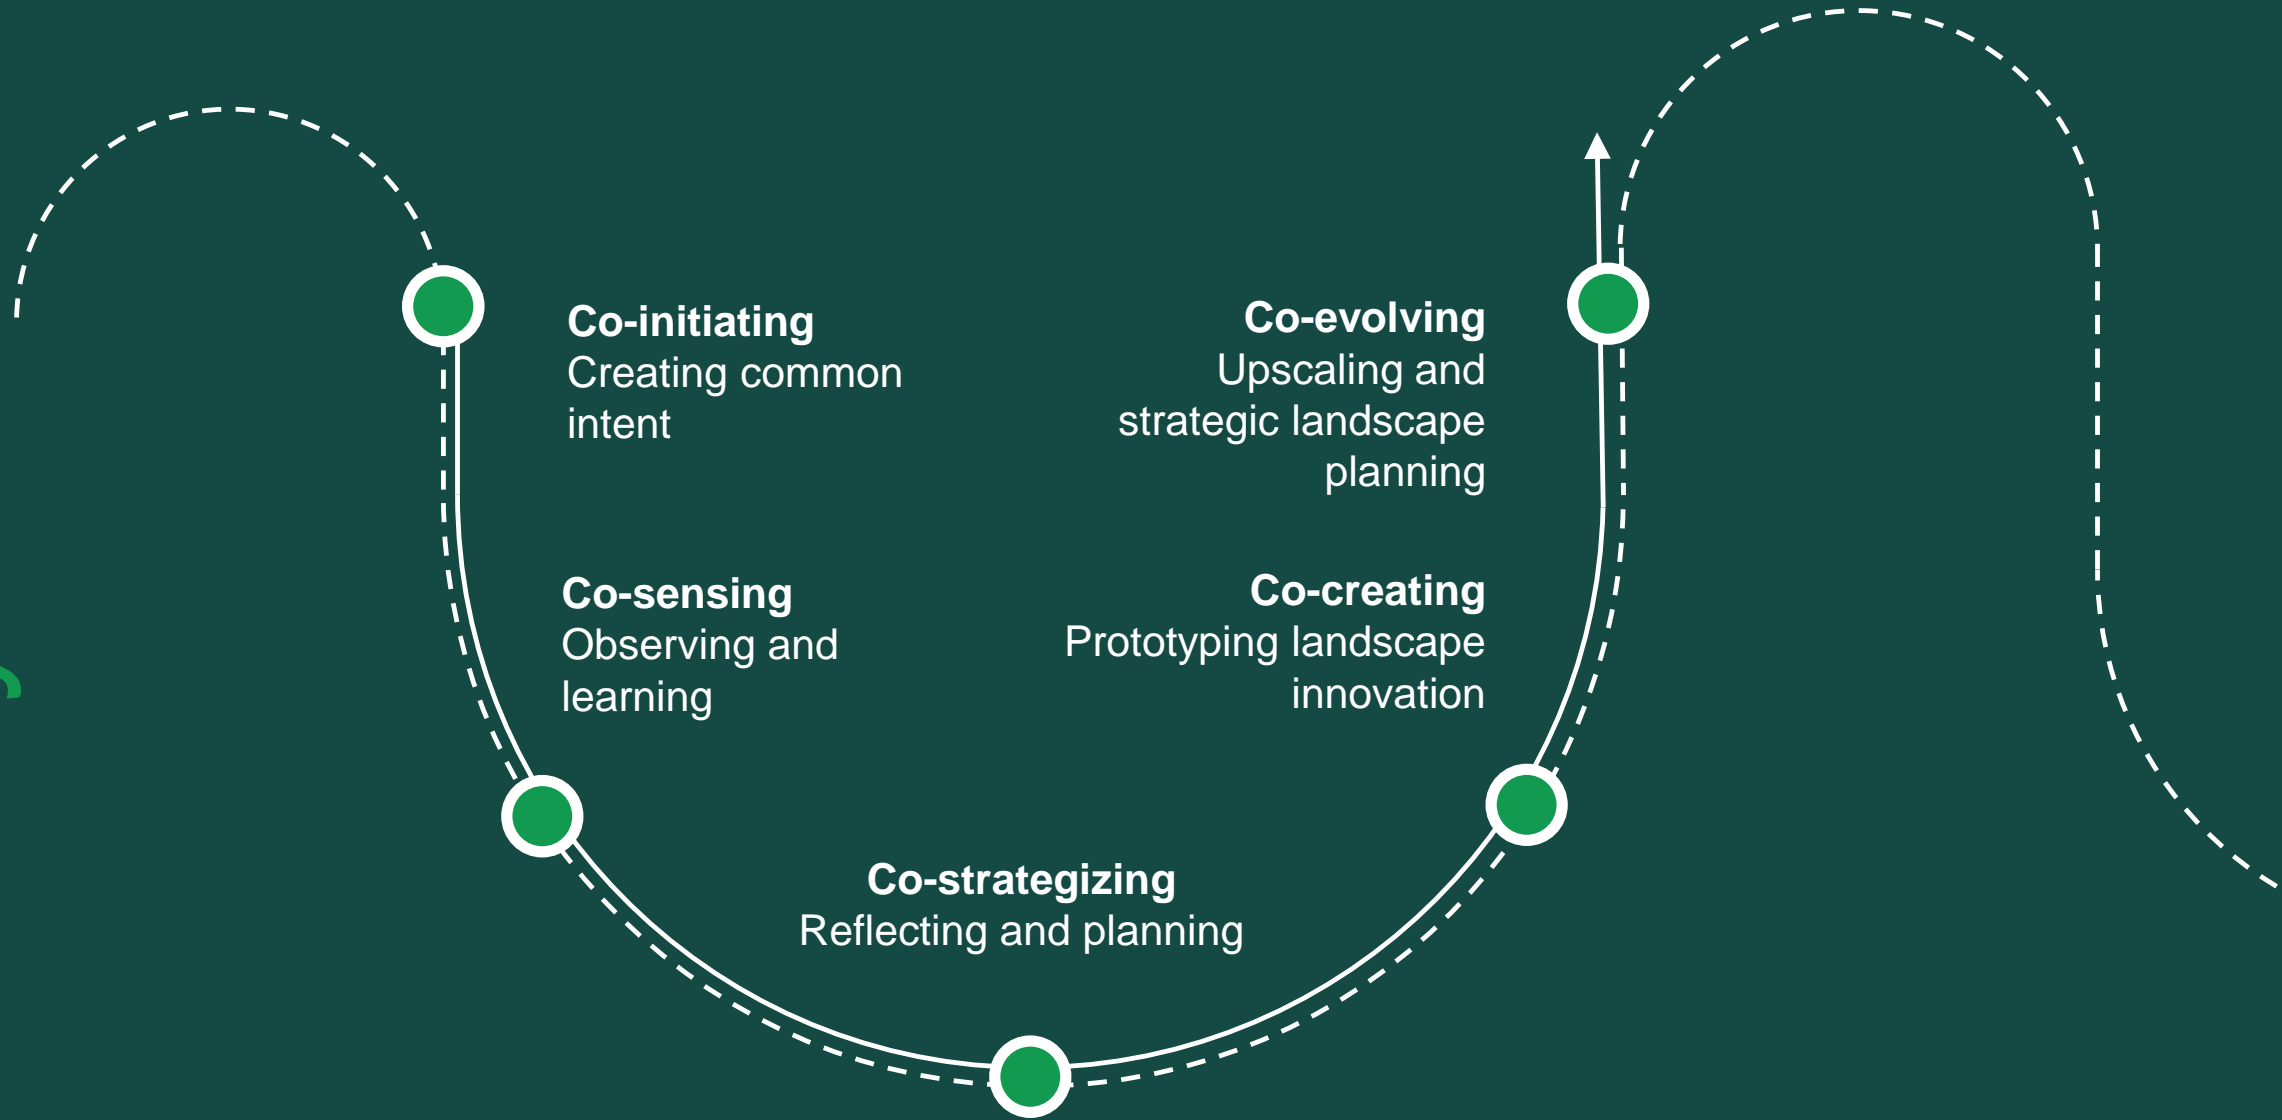 Co-initiating
Creating common
intent
Co-sensing
Observing and
learning
Co-strategizing
Reflecting and planning
Co-creating
Prototyping landscape
innovation
Co-evolving
Upscaling and
strategic landscape
planning